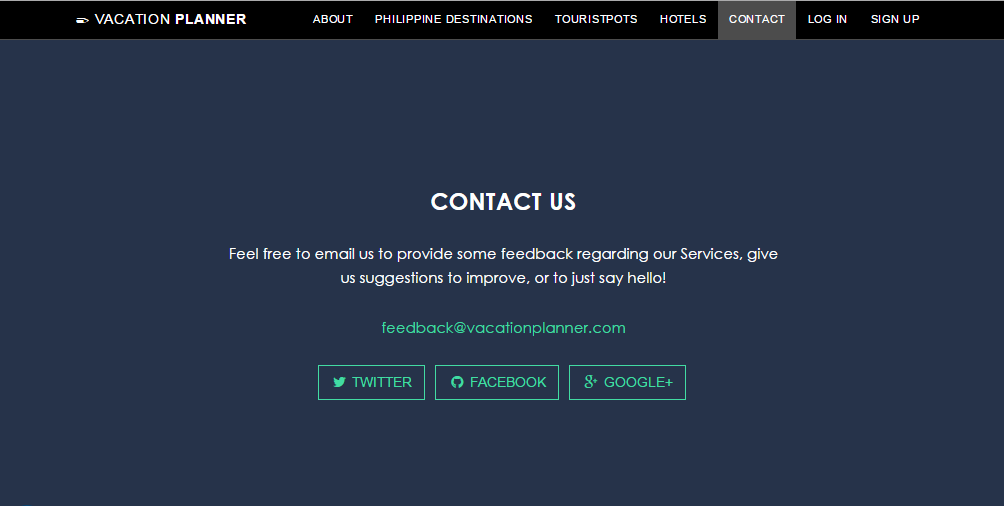 VACATION PLANNER ABOUT PHILIPPINE DESTINATIONS TOURISTPOTS HOTELS CONTACT LOG IN SIGN UP
CONTACT US
Feel free to email us to provide some feedback regarding our Services, give
us suggestions to improve, or to just say hello!
feedback@vacationplanner.com
TWITTER FACEBOOK GOOGLE+